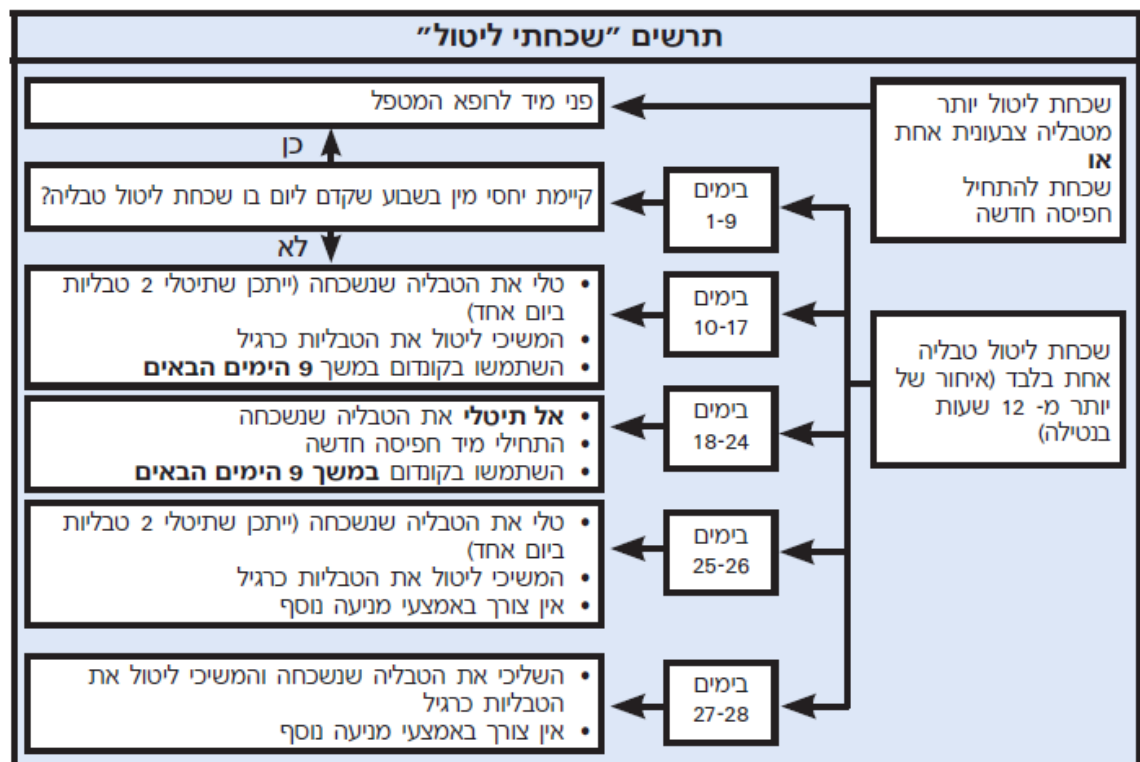 תרשים ״שכחתי ליטול״
שכחת ליטול יותר
מטבליה צבעונית אחת
או
שכחת להתחיל
חפיסה חדשה
פני מיד לרופא המטפל
כן
שכחת ליטול טבליה
אחת בלבד (איחור של
יותר מ- 12 שעות
בנטילה)
בימים
1-9
קיימת יחסי מין בשבוע שקדם ליום בו שכחת ליטול טבליה?
לא
בימים
10-17
• טלי את הטבליה שנשכחה (ייתכן שתיטלי 2 טבליות
ביום אחד)
• המשיכי ליטול את הטבליות כרגיל
• השתמשו בקונדום במשך 9 הימים הבאים
בימים
18-24
• אל תיטלי את הטבליה שנשכחה
• התחילי מיד חפיסה חדשה
• השתמשו בקונדום במשך 9 הימים הבאים
בימים
25-26
• טלי את הטבליה שנשכחה (ייתכן שתיטלי 2 טבליות
ביום אחד)
• המשיכי ליטול את הטבליות כרגיל
• אין צורך באמצעי מניעה נוסף
בימים
27-28
• השליכי את הטבליה שנשכחה והמשיכי ליטול את
הטבליות כרגיל
• אין צורך באמצעי מניעה נוסף